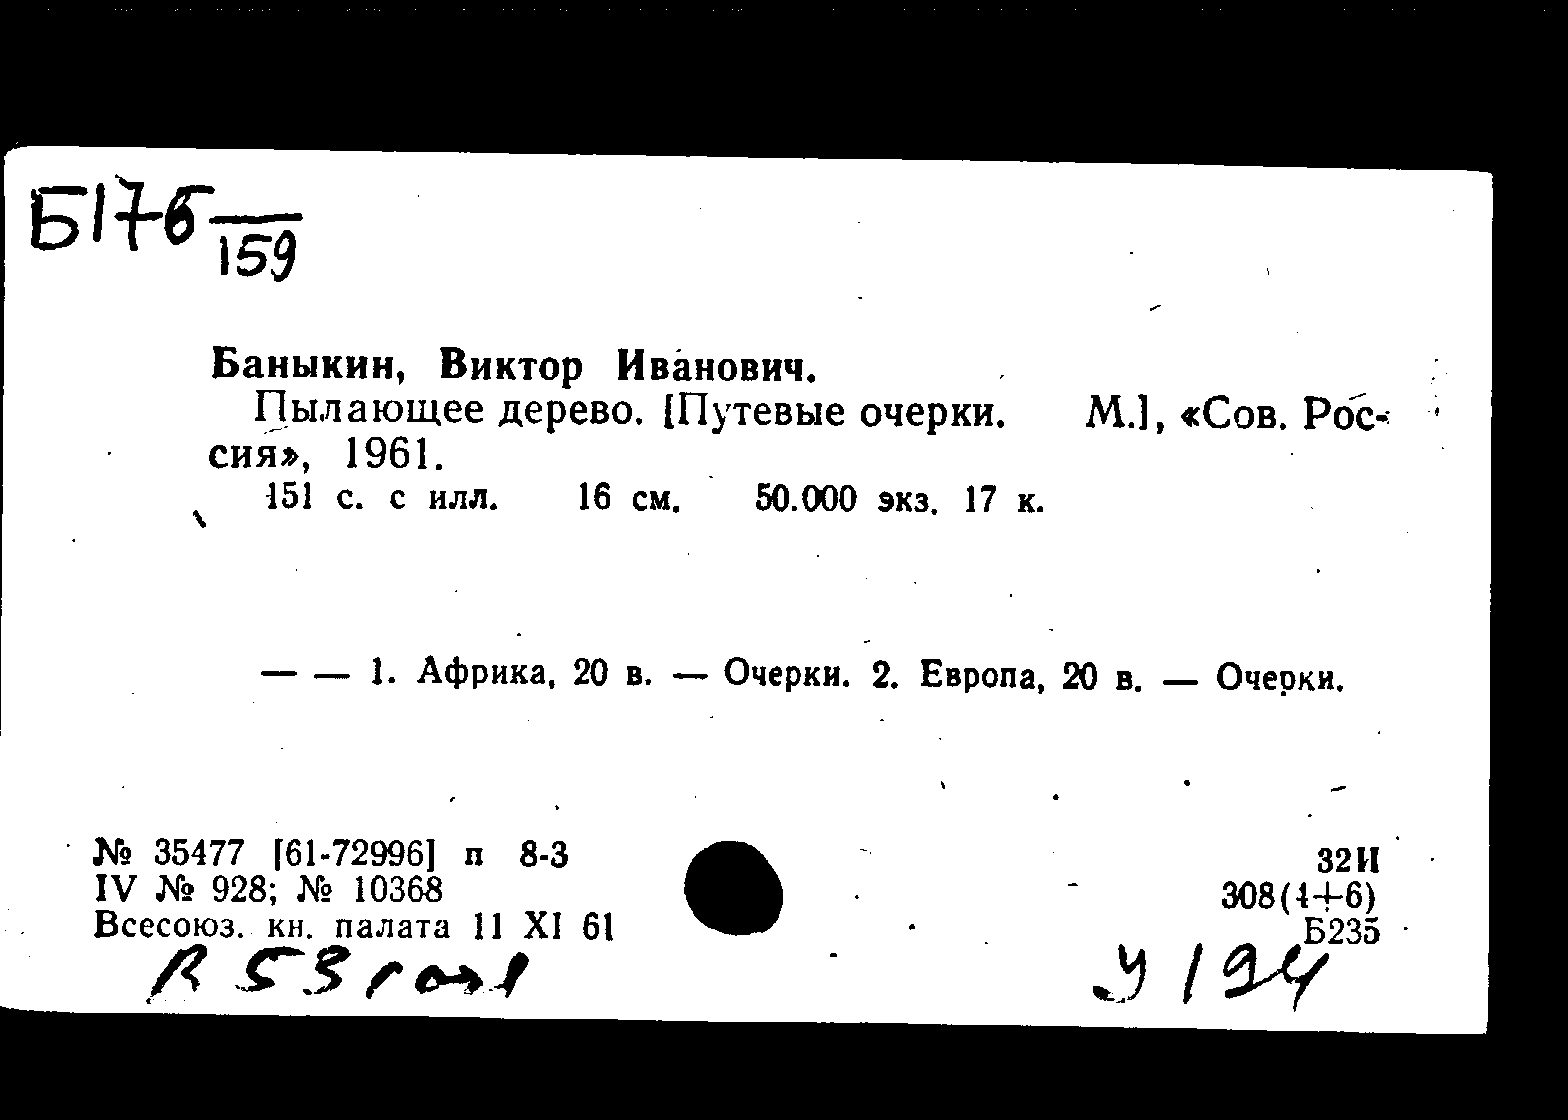 Б176
159
Баныкин, Виктор Иванович.
Пылающее дерево. [Путевые очерки. М.], «Сов. Рос-
сия», 1961.
151 с. с илл. 16 см. 50.000 экз. 17 к.
— — 1. Африка, 20 в. — Очерки. 2. Европа, 20 в. — Очерки.
№ 35477 [61-72996] п 8-3
32И
IV № 928; № 10368
308(4+6)
Всесоюз. кн. палата 11 XI 61
Б235
53
У 194